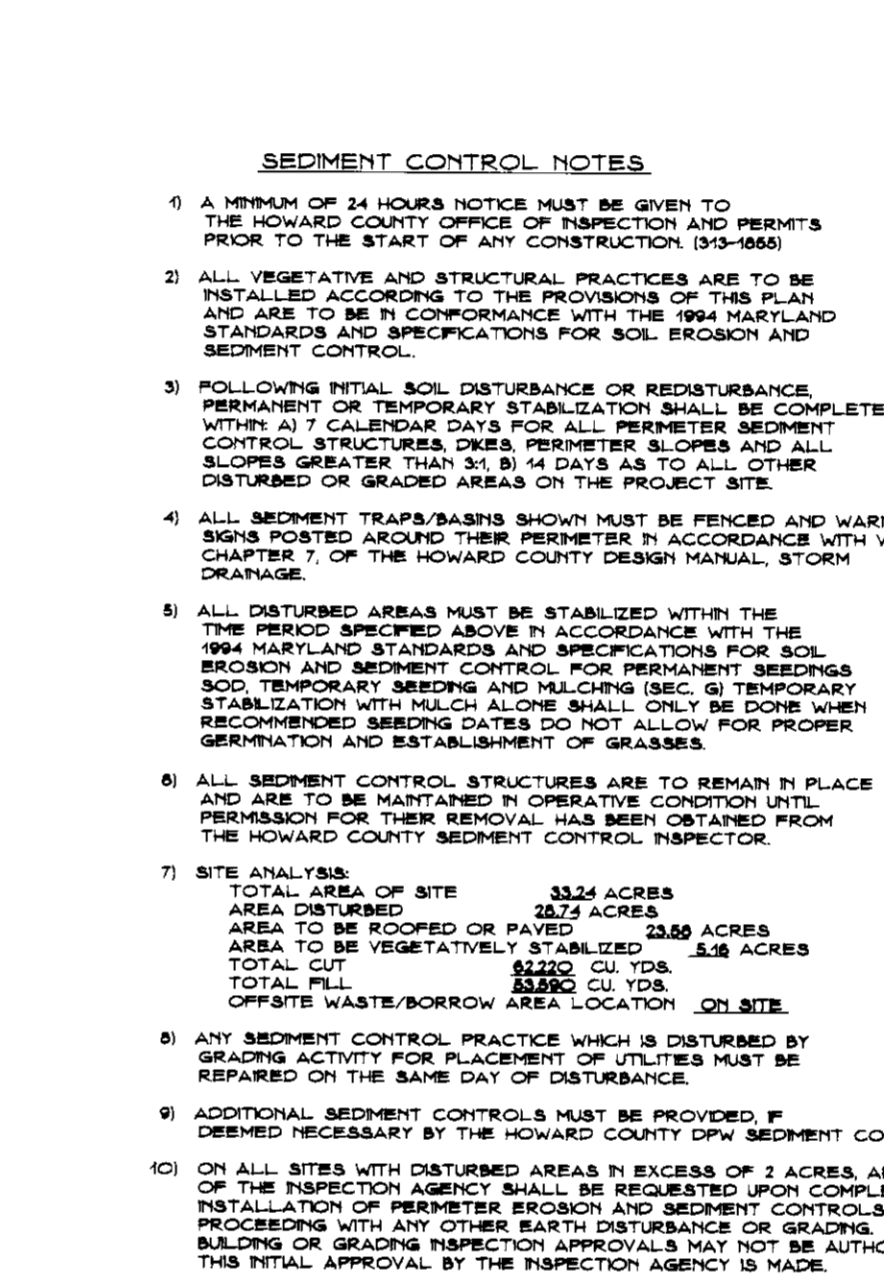 SEDIMENT CONTROL NOTES
1) A MINIMUM OF 24 HOURS NOTICE MUST BE GIVEN TO
THE HOWARD COUNTY OFFICE OF INSPECTION AND PERMITS
PRIOR TO THE START OF ANY CONSTRUCTION. (313-1855)
2) ALL VEGETATIVE AND STRUCTURAL PRACTICES ARE TO BE
INSTALLED ACCORDING TO THE PROVISIONS OF THIS PLAN
AND ARE TO BE IN CONFORMANCE WITH THE 1994 MARYLAND
STANDARDS AND SPECIFICATIONS FOR SOIL EROSION AND
SEDIMENT CONTROL.
3) FOLLOWING INITIAL SOIL DISTURBANCE OR REDISTURBANCE,
PERMANENT OR TEMPORARY STABILIZATION SHALL BE COMPLETE
WITHIN: A) 7 CALENDAR DAYS FOR ALL PERIMETER SEDIMENT
CONTROL STRUCTURES, DIKES, PERIMETER SLOPES AND ALL
SLOPES GREATER THAN 3:1, B) 14 DAYS AS TO ALL OTHER
DISTURBED OR GRADED AREAS ON THE PROJECT SITE.
4) ALL SEDIMENT TRAPS/BASINS SHOWN MUST BE FENCED AND WAR
SIGNS POSTED AROUND THEIR PERIMETER IN ACCORDANCE WITH V
CHAPTER 7, OF THE HOWARD COUNTY DESIGN MANUAL, STORM
DRAINAGE.
5) ALL DISTURBED AREAS MUST BE STABILIZED WITHIN THE
TIME PERIOD SPECIFIED ABOVE IN ACCORDANCE WITH THE
1994 MARYLAND STANDARDS AND SPECIFICATIONS FOR SOIL
EROSION AND SEDIMENT CONTROL FOR PERMANENT SEEDINGS
SOD, TEMPORARY SEEDING AND MULCHING (SEC. G) TEMPORARY
STABILIZATION WITH MULCH ALONE SHALL ONLY BE DONE WHEN
RECOMMENDED SEEDING DATES DO NOT ALLOW FOR PROPER
GERMINATION AND ESTABLISHMENT OF GRASSES.
6) ALL SEDIMENT CONTROL STRUCTURES ARE TO REMAIN IN PLACE
AND ARE TO BE MAINTAINED IN OPERATIVE CONDITION UNTIL
PERMISSION FOR THEIR REMOVAL HAS BEEN OBTAINED FROM
THE HOWARD COUNTY SEDIMENT CONTROL INSPECTOR.
7) SITE ANALYSIS:
TOTAL AREA OF SITE 33.24 ACRES
AREA DISTURBED 28.74 ACRES
AREA TO BE ROOFED OR PAVED 23.58 ACRES
AREA TO BE VEGETATIVELY STABILIZED 5.16 ACRES
TOTAL CUT 62,220 CU. YDS.
TOTAL FILL 53,590 CU. YDS.
OFFSITE WASTE/BORROW AREA LOCATION ON SITE
8) ANY SEDIMENT CONTROL PRACTICE WHICH IS DISTURBED BY
GRADING ACTIVITY FOR PLACEMENT OF UTILITIES MUST BE
REPAIRED ON THE SAME DAY OF DISTURBANCE.
9) ADDITIONAL SEDIMENT CONTROLS MUST BE PROVIDED, IF
DEEMED NECESSARY BY THE HOWARD COUNTY DPW SEDIMENT CO
10) ON ALL SITES WITH DISTURBED AREAS IN EXCESS OF 2 ACRES, A
OF THE INSPECTION AGENCY SHALL BE REQUESTED UPON COMPLE
INSTALLATION OF PERIMETER EROSION AND SEDIMENT CONTROLS
PROCEEDING WITH ANY OTHER EARTH DISTURBANCE OR GRADING.
BUILDING OR GRADING INSPECTION APPROVALS MAY NOT BE AUTHO
THIS INITIAL APPROVAL BY THE INSPECTION AGENCY IS MADE.